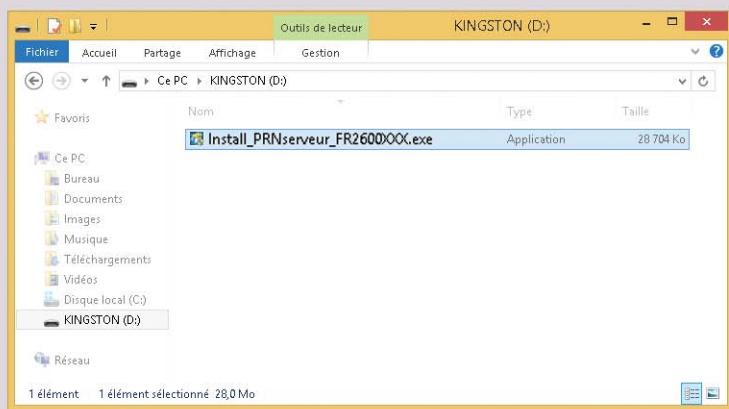 Outils de lecteur KINGSTON (D:)
Fichier Accueil Partage Affichage Gestion
Ce PC KINGSTON (D:)
Favoris
Ce PC
Bureau
Documents
Images
Musique
Téléchargements
Vidéos
Disque local (C:)
KINGSTON (D:)
Réseau
Nom Type Taille
Install_PRNserveur_FR2600XXX.exe Application 28 704 Ko
1 élément 1 élément sélectionné 28,0 Mo